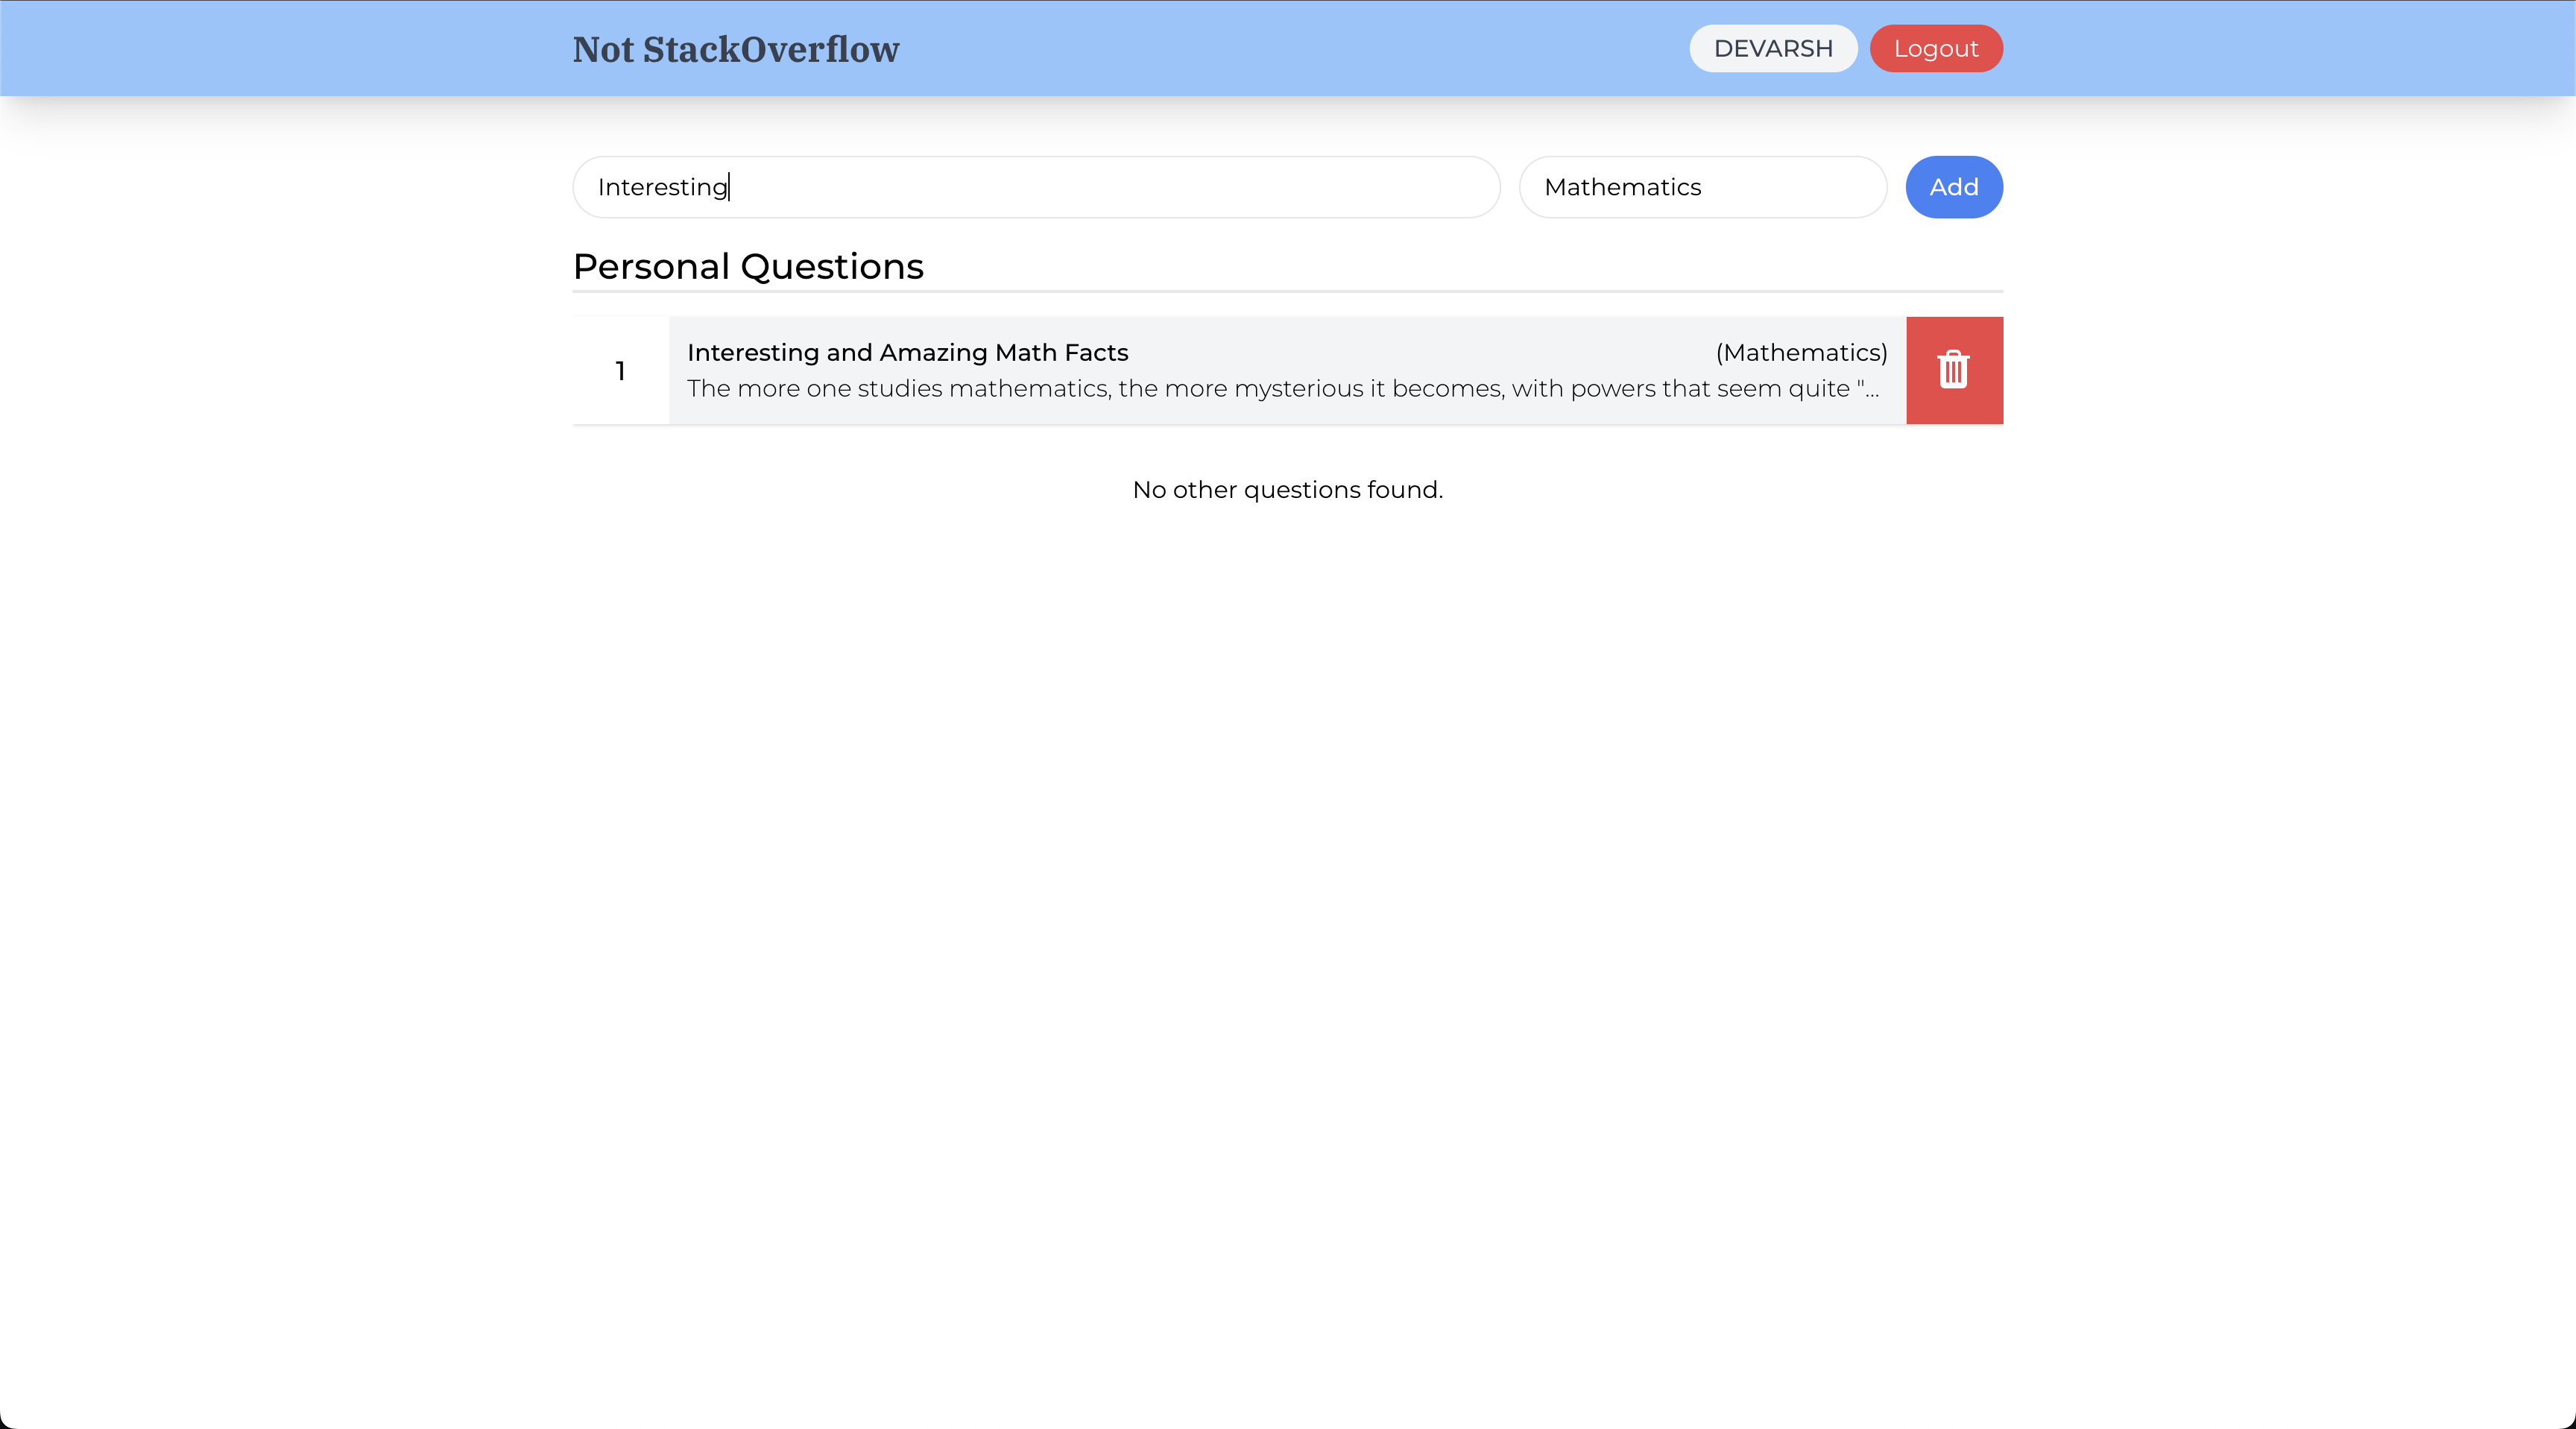 Not StackOverflow
DEVARSH
Logout
Interesting
Mathematics
Add
Personal Questions
1
Interesting and Amazing Math Facts
(Mathematics)
The more one studies mathematics, the more mysterious it becomes, with powers that seem quite "...
No other questions found.